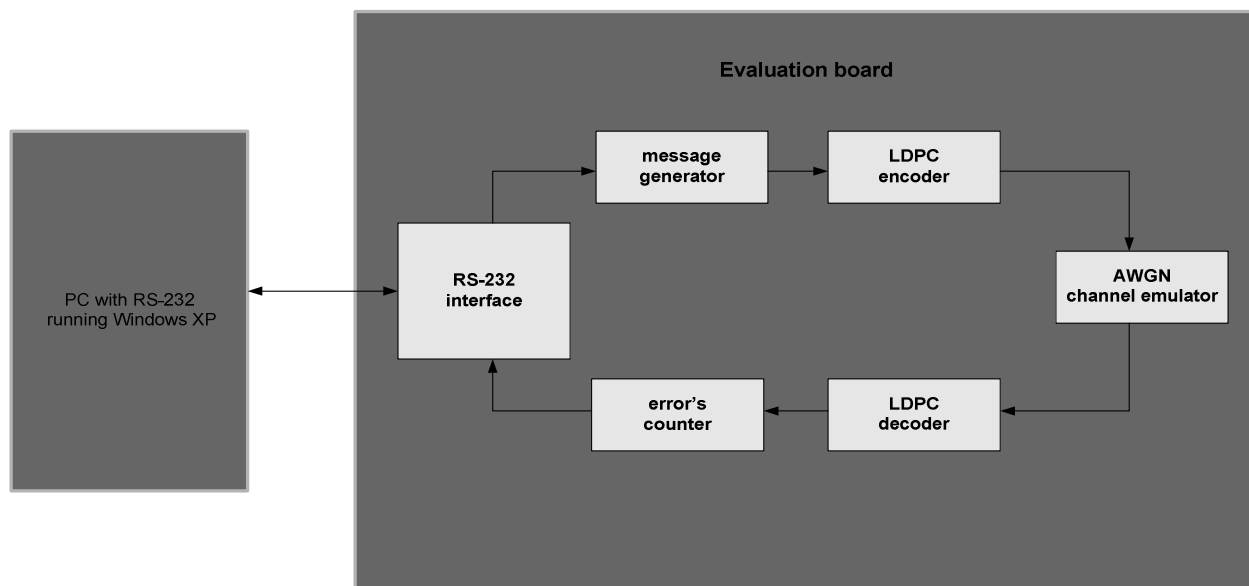 Evaluation board
message
generator
LDPC
encoder
RS-232
interface
AWGN
channel emulator
PC with RS-232
running Windows XP
error's
counter
LDPC
decoder